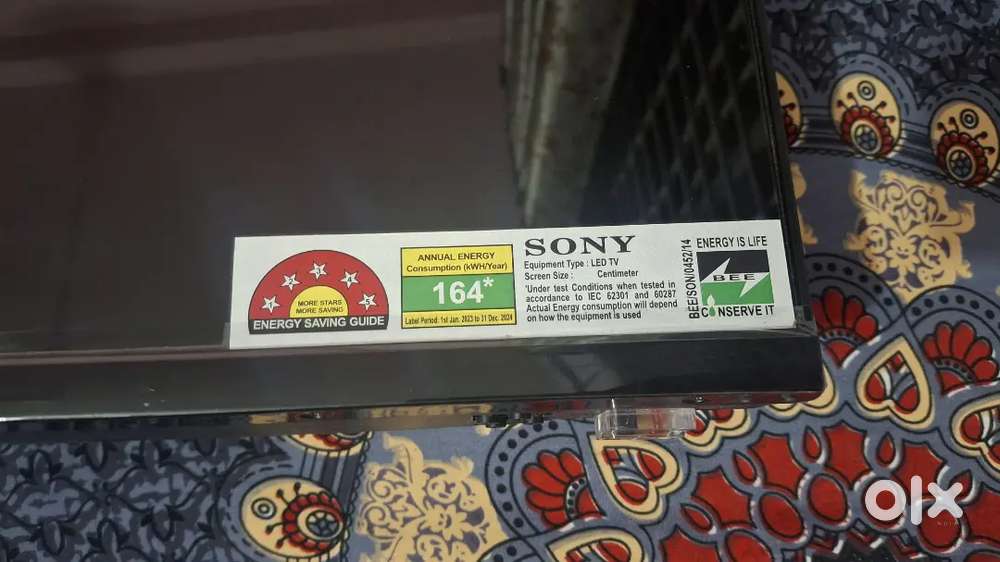 MORE STARS
MORE SAVING
ENERGY SAVING GUIDE
ANNUAL ENERGY
Consumption (kWH/Year)
164*
Label Period: 1st Jan. 2023 to 31 Dec. 2024
SONY
Equipment Type : LED TV
Screen Size : Centimeter
*Under test Conditions when tested in
accordance to IEC 62301 and 60287
Actual Energy consumption will depend
on how the equipment is used
BEE/SON/0452/14
ENERGY IS LIFE
BEE
CONSERVE IT
olx